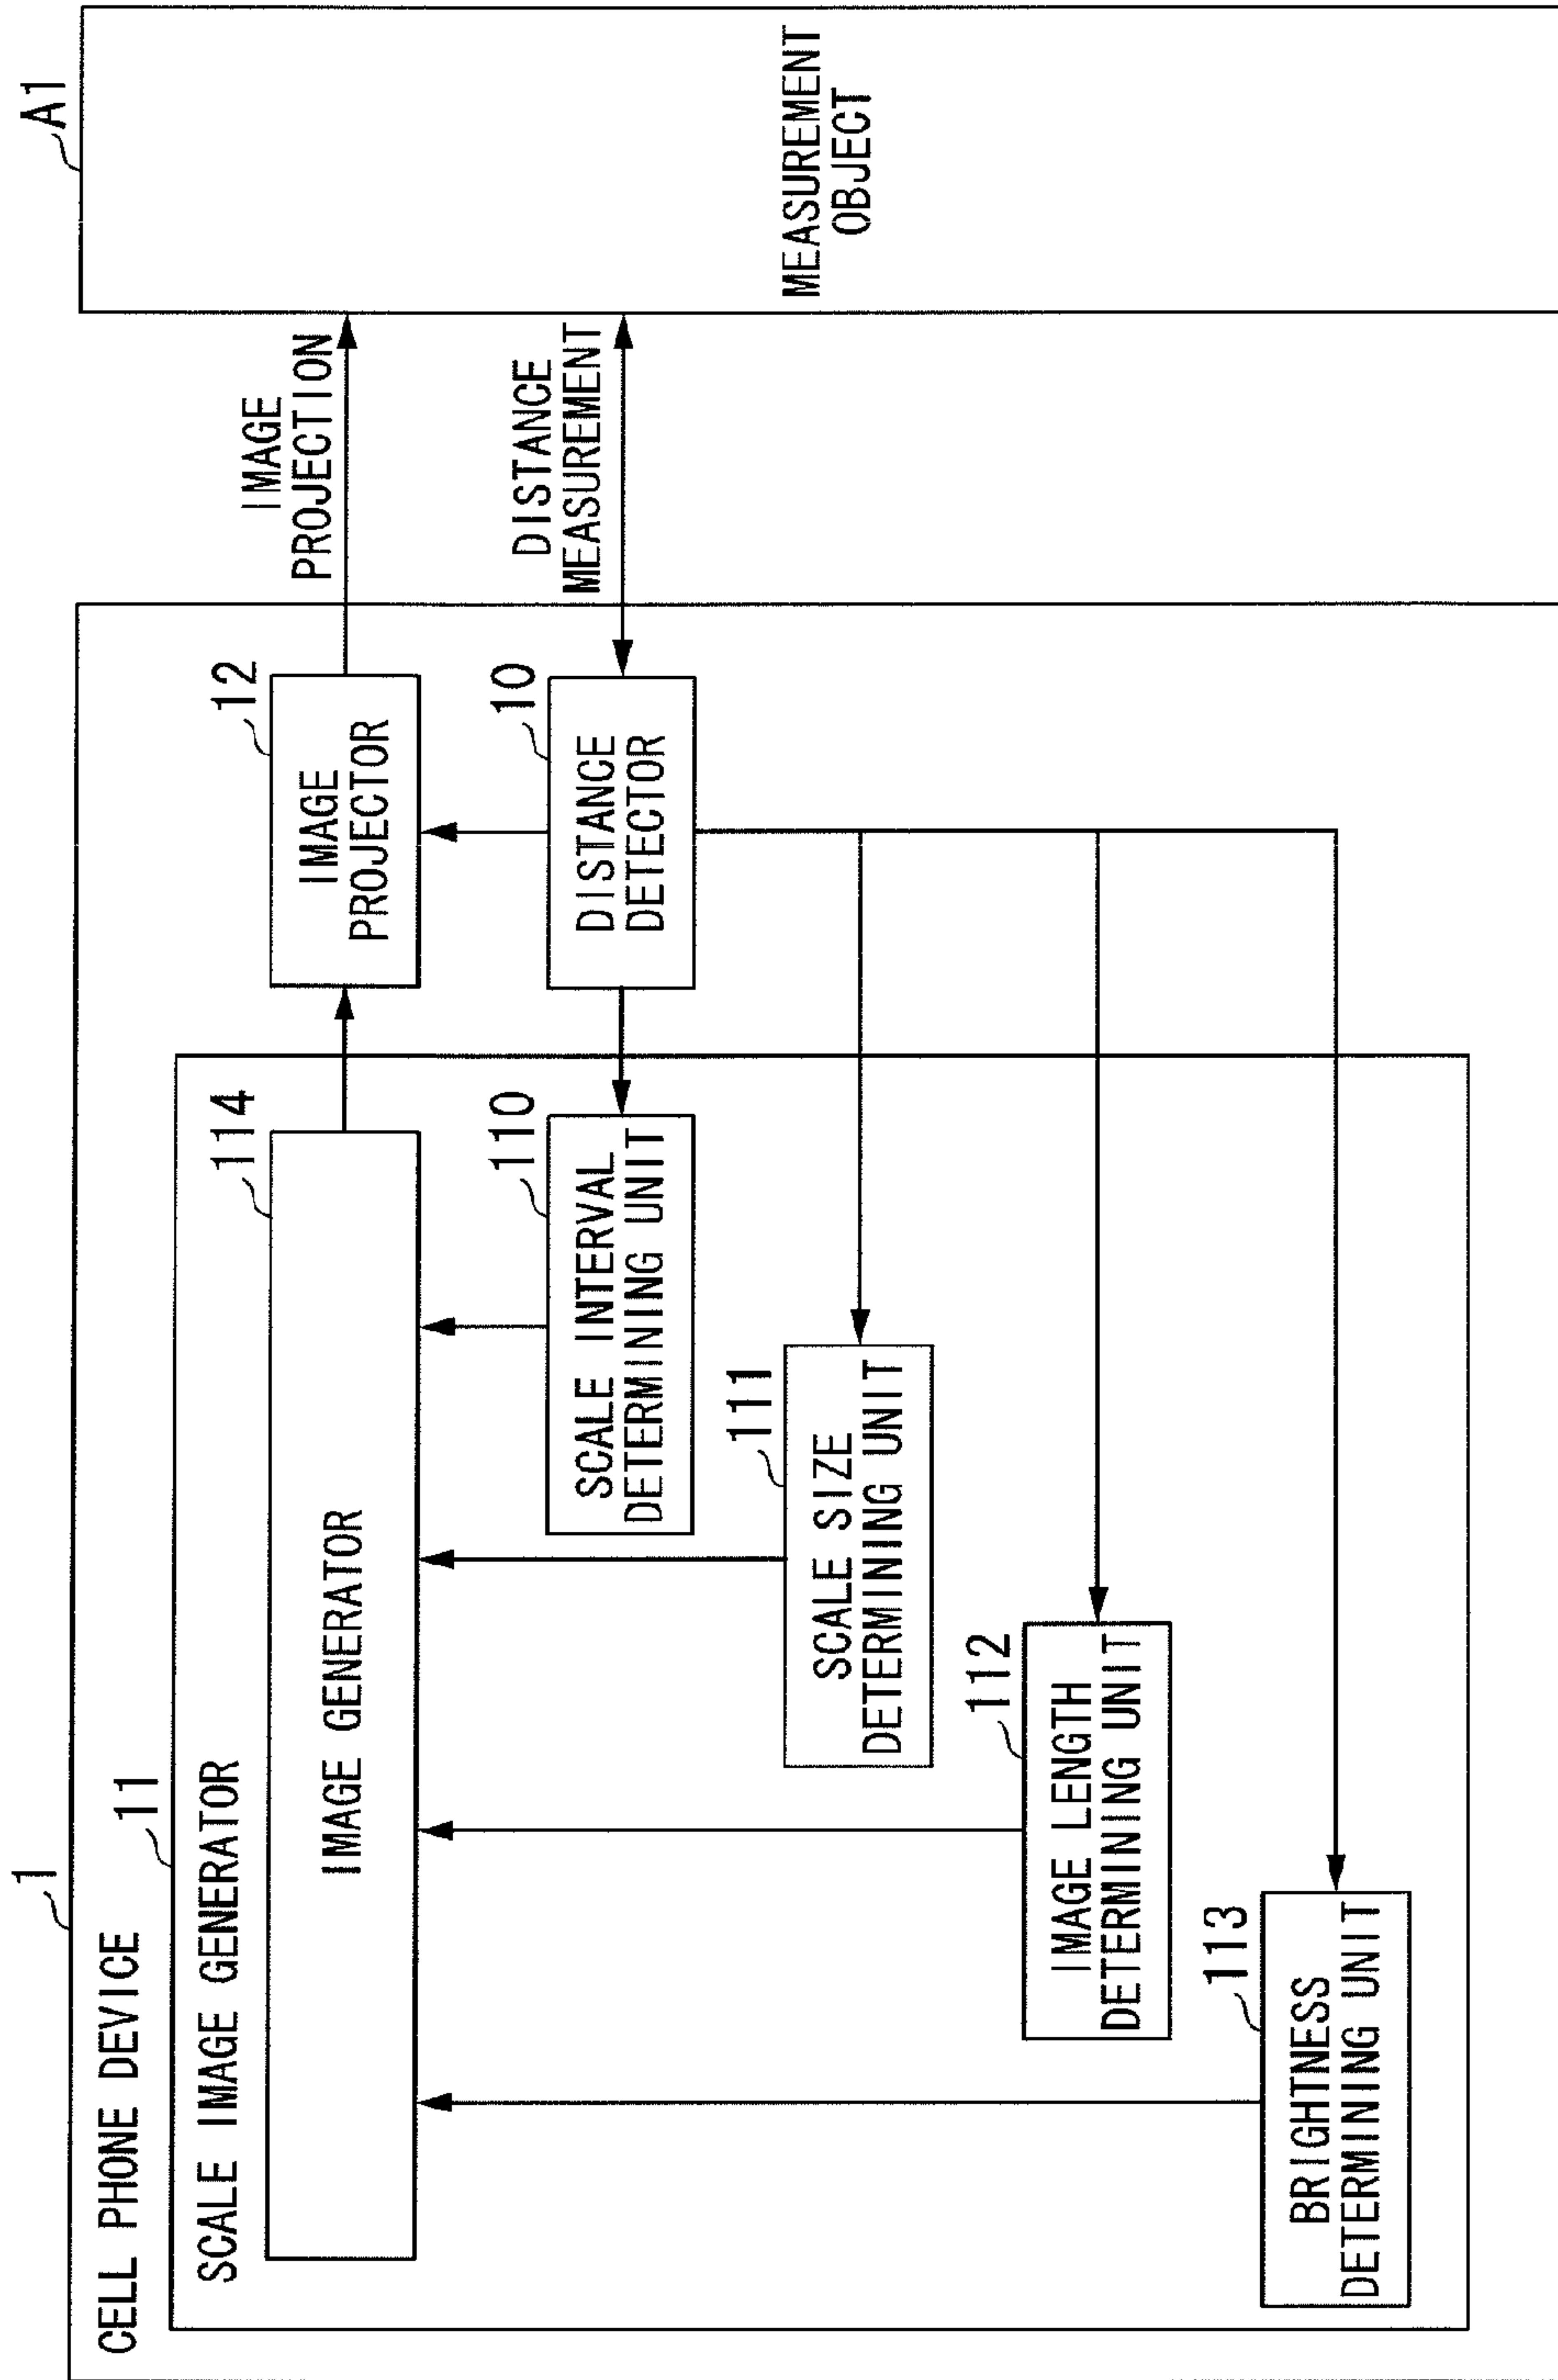 1
CELL PHONE DEVICE
11
SCALE IMAGE GENERATOR
114
IMAGE GENERATOR
12
IMAGE
PROJECTOR
IMAGE
PROJECTION
A1
MEASUREMENT
OBJECT
110
SCALE INTERVAL
DETERMINING UNIT
10
DISTANCE
DETECTOR
DISTANCE
MEASUREMENT
111
SCALE SIZE
DETERMINING UNIT
112
IMAGE LENGTH
DETERMINING UNIT
113
BRIGHTNESS
DETERMINING UNIT